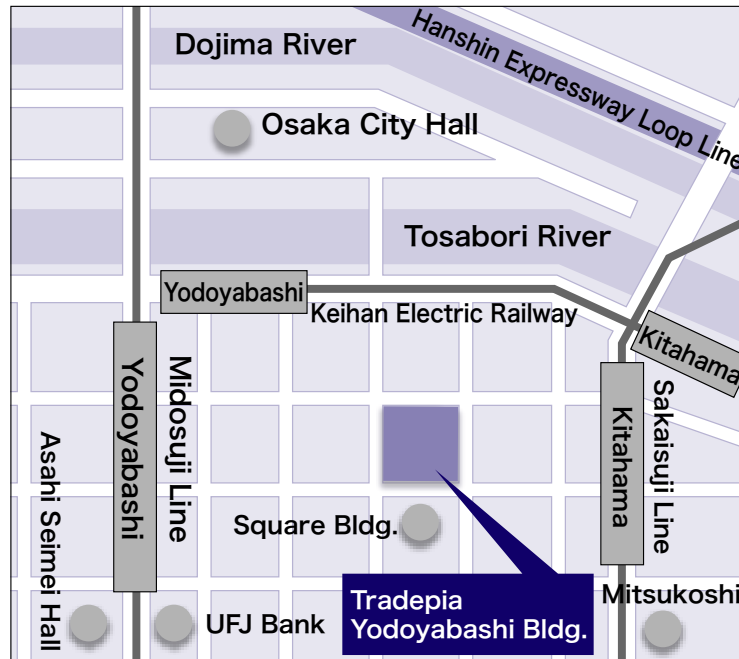 Dojima River
Hanshin Expressway Loop Line
Osaka City Hall
Tosabori River
Yodoyabashi
Keihan Electric Railway
Kitahama
Yodoyabashi
Midosuji Line
Kitahama
Sakaisuji Line
Asahi Seimei Hall
Square Bldg.
Tradepia
Yodoyabashi Bldg.
UFJ Bank
Mitsukoshi